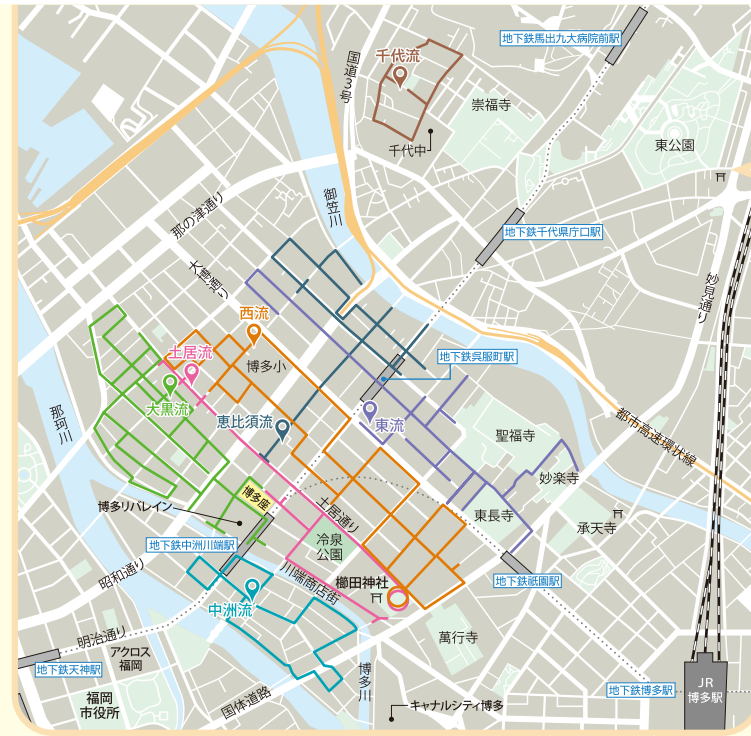 地下鉄馬出九大病院前駅
国道3号
千代流
崇福寺
千代中
東公園
御笠川
那の津通り
地下鉄千代県庁口駅
大博通り
妙見通り
西流
土居流
博多小
地下鉄呉服町駅
大黒流
恵比須流
東流
那珂川
聖福寺
都市高速環状線
妙楽寺
博多座
博多リバレイン
土居通り
東長寺
承天寺
地下鉄中洲川端駅
冷泉
公園
昭和通り
川端商店街
櫛田神社
地下鉄祇園駅
中洲流
明治通り
萬行寺
アクロス
福岡
地下鉄天神駅
博多川
地下鉄博多駅
JR
博多駅
福岡
市役所
国体道路
キャナルシティ博多